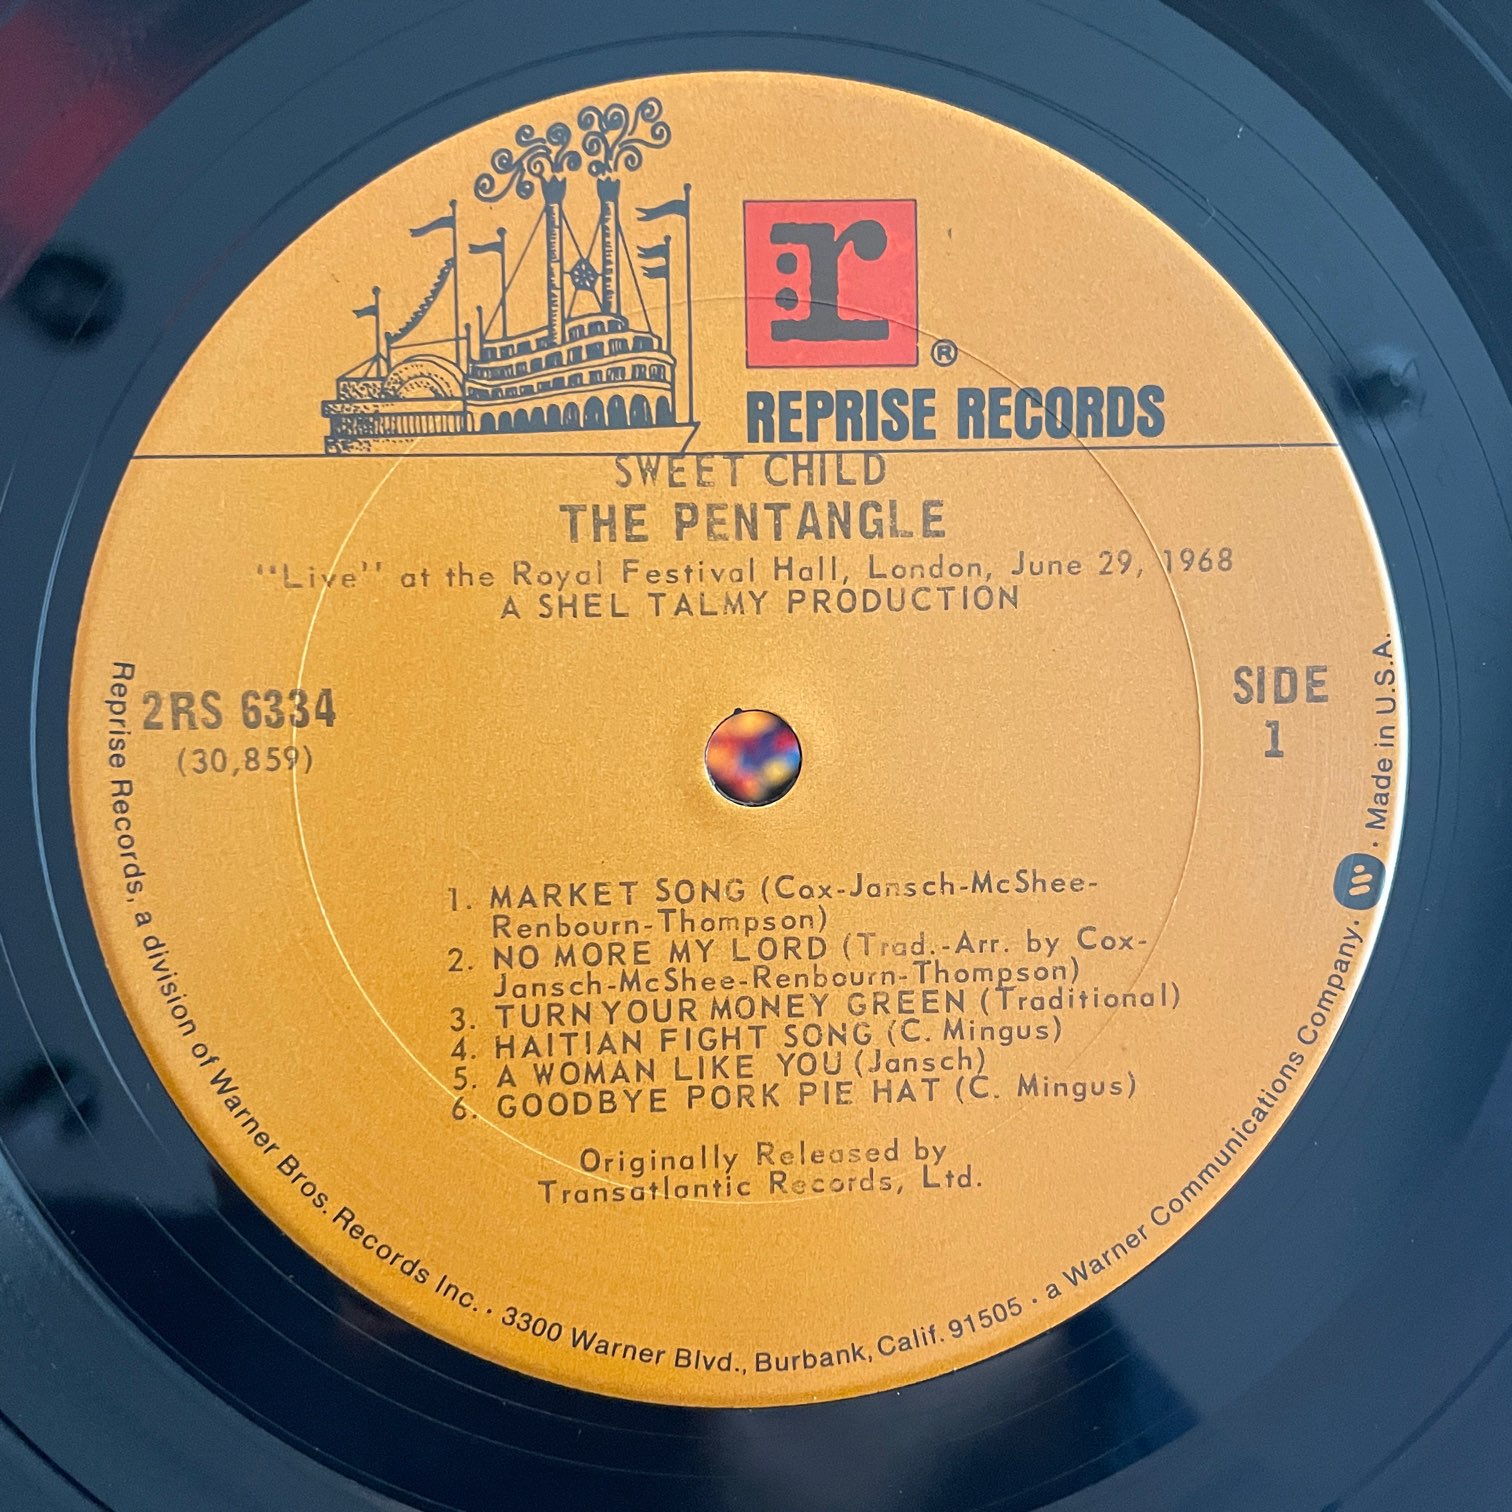 r
®
REPRISE RECORDS
SWEET CHILD
THE PENTANGLE
"Live" at the Royal Festival Hall, London, June 29, 1968
A SHEL TALMY PRODUCTION
2RS 6334
(30,859)
SIDE
1
1. MARKET SONG (Cox-Jansch-McShee-
Renbourn-Thompson)
2. NO MORE MY LORD (Trad.-Arr. by Cox-
Jansch-McShee-Renbourn-Thompson)
3. TURN YOUR MONEY GREEN (Traditional)
4. HAITIAN FIGHT SONG (C. Mingus)
5. A WOMAN LIKE YOU (Jansch)
6. GOODBYE PORK PIE HAT (C. Mingus)
Originally Released by
Transatlantic Records, Ltd.
Reprise Records, a division of Warner Bros. Records Inc. · 3300 Warner Blvd., Burbank, Calif. 91505 · a Warner Communications Company. W · Made in U.S.A.